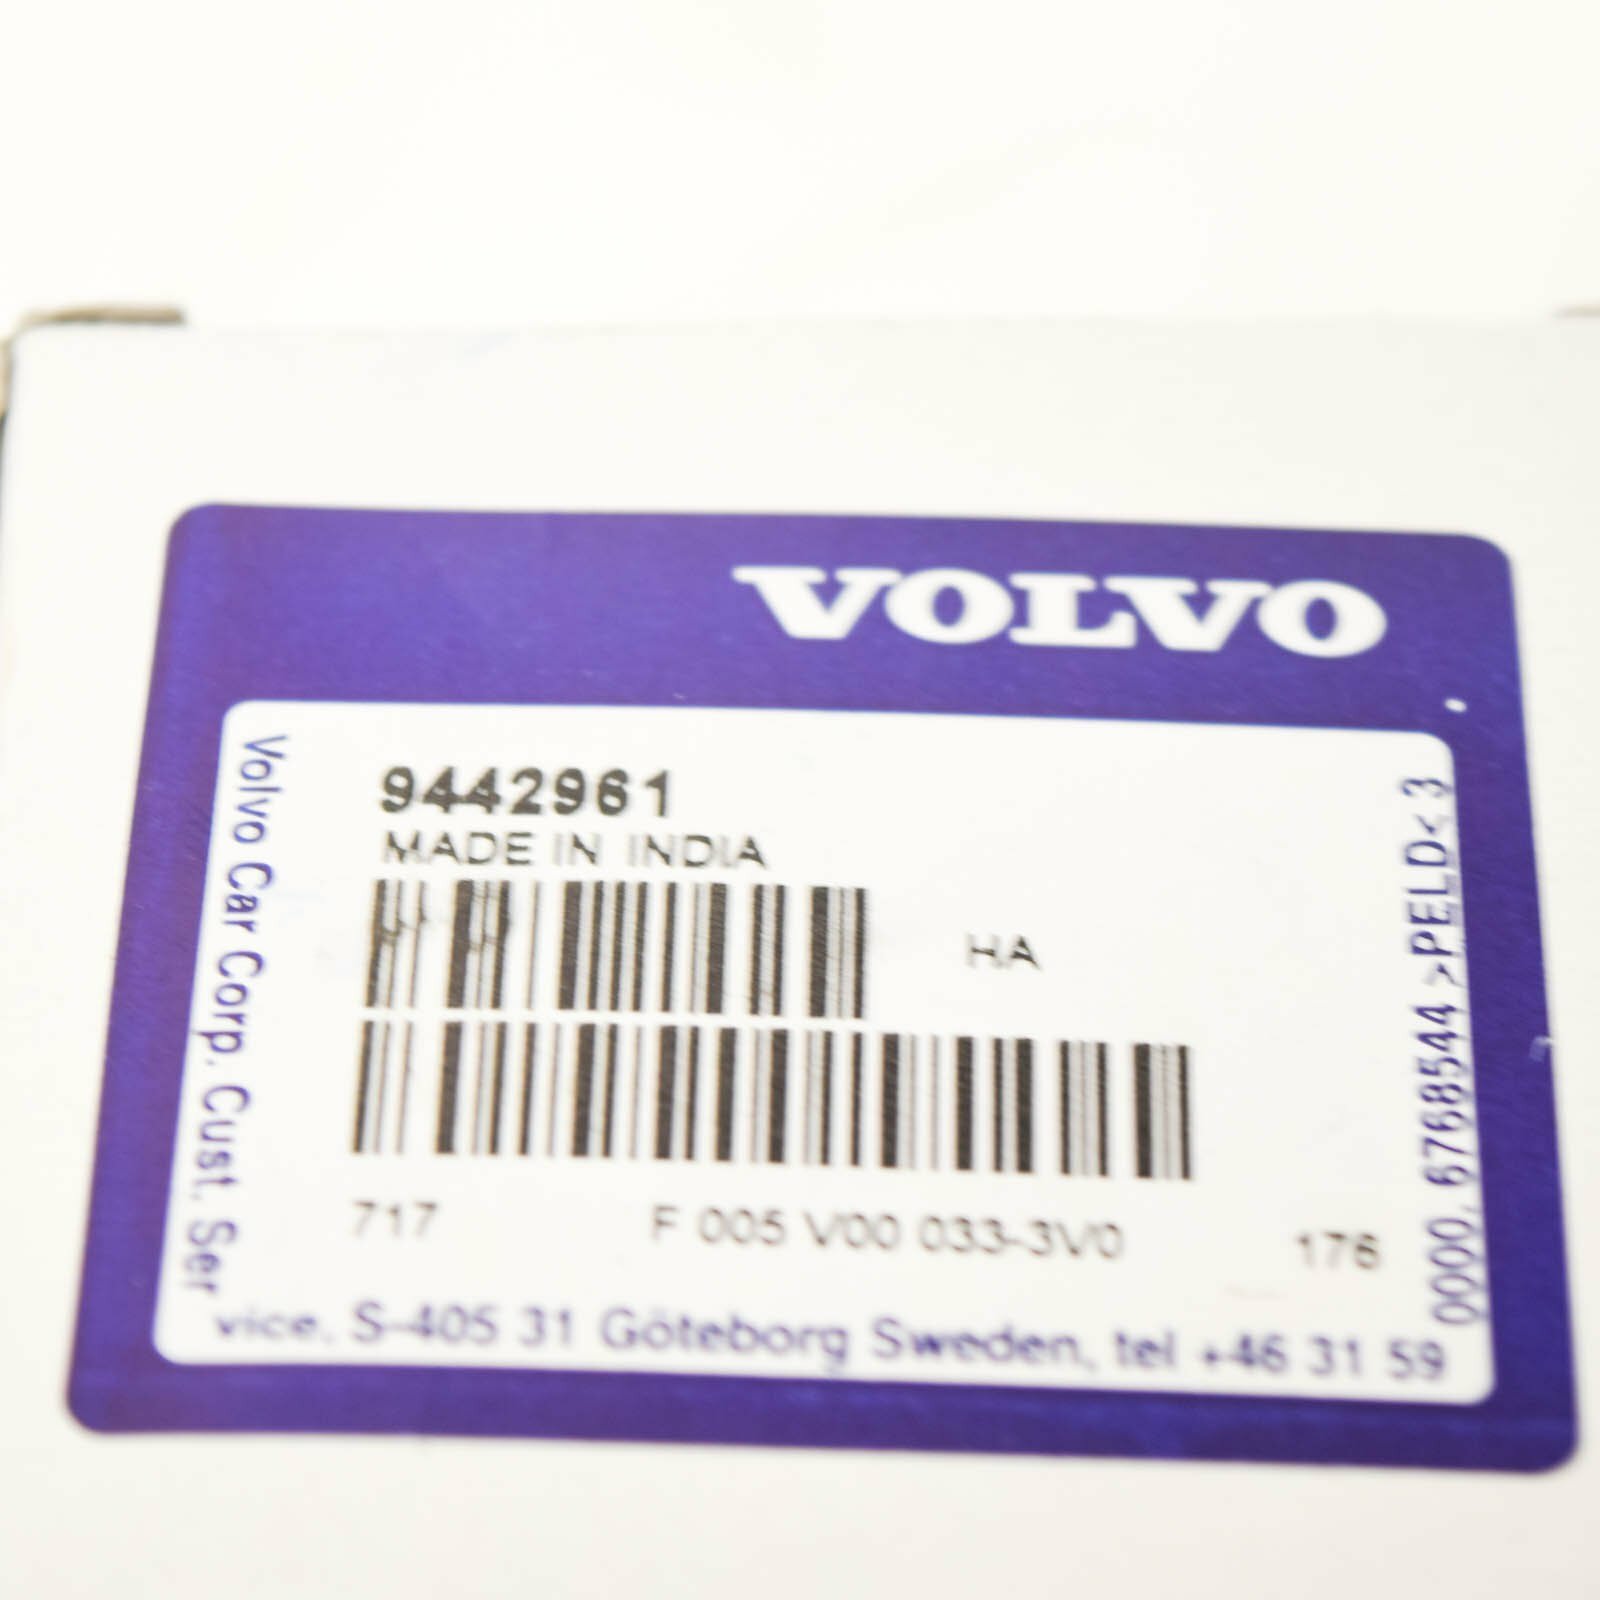 VOLVO
9442961
MADE IN INDIA
HA
717 F 005 V00 033-3V0 176
Volvo Car Corp. Cust. Ser
vice. S-405 31 Göteborg Sweden, tel +46 31 59
0000. 6768544 >PELD< 3